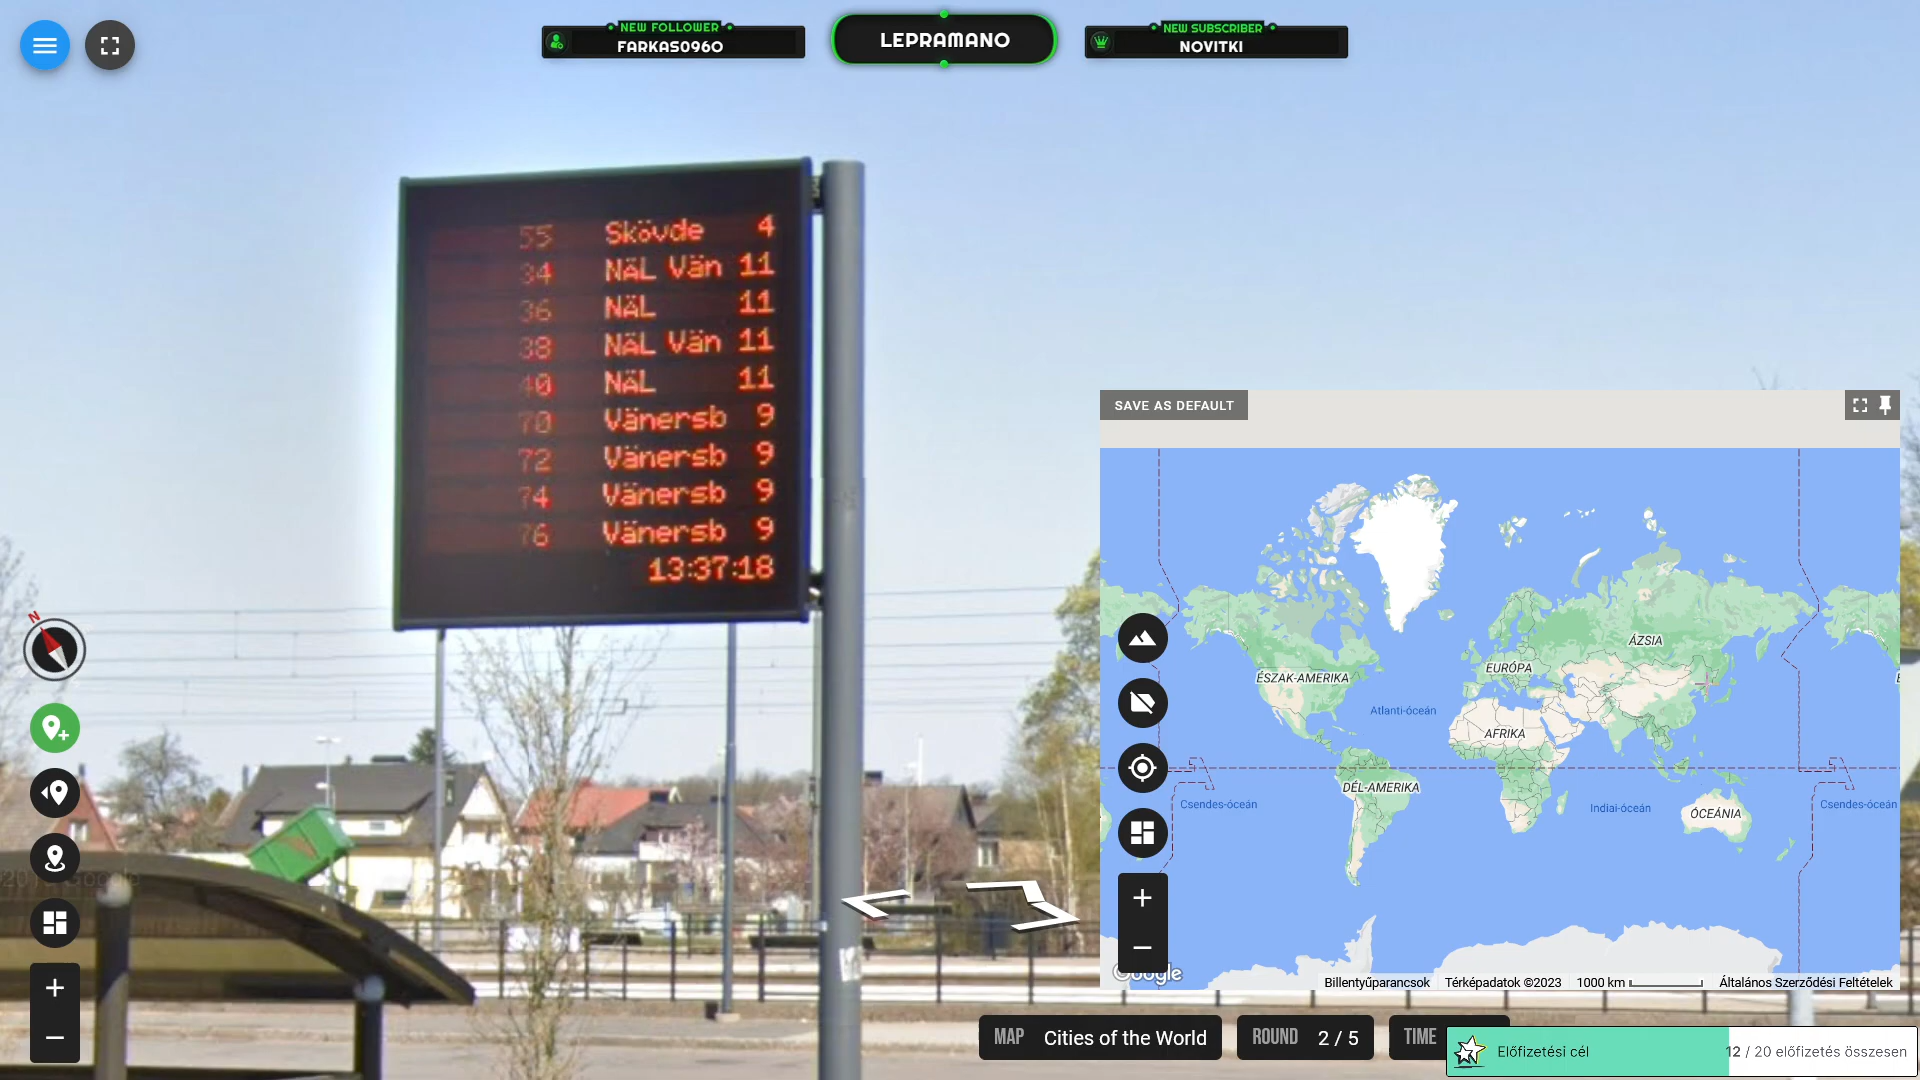 NEW FOLLOWER
FARKAS0960
LEPRAMANO
NEW SUBSCRIBER
NOVITKI
55 Skövde 4
34 NÄL Vän 11
36 NÄL 11
38 NÄL Vän 11
40 NÄL 11
70 Vänersb 9
72 Vänersb 9
74 Vänersb 9
76 Vänersb 9
13:37:18
N
SAVE AS DEFAULT
ÁZSIA
EURÓPA
ÉSZAK-AMERIKA
Atlanti-óceán
AFRIKA
DÉL-AMERIKA
Csendes-óceán
Indiai-óceán
ÓCEÁNIA
Csendes-óceán
Google
Billentyűparancsok
Térképadatok ©2023
1000 km
Általános Szerződési Feltételek
MAP Cities of the World
ROUND 2 / 5
TIME
Előfizetési cél
12 / 20 előfizetés összesen